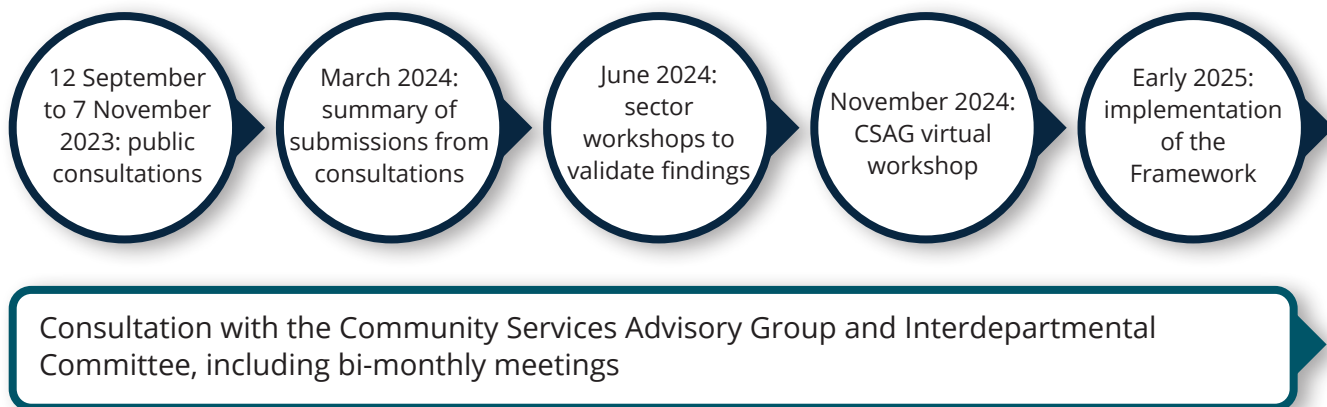 12 September
to 7 November
2023: public
consultations
March 2024:
summary of
submissions from
consultations
June 2024:
sector
workshops to
validate findings
November 2024:
CSAG virtual
workshop
Early 2025:
implementation
of the
Framework
Consultation with the Community Services Advisory Group and Interdepartmental
Committee, including bi-monthly meetings